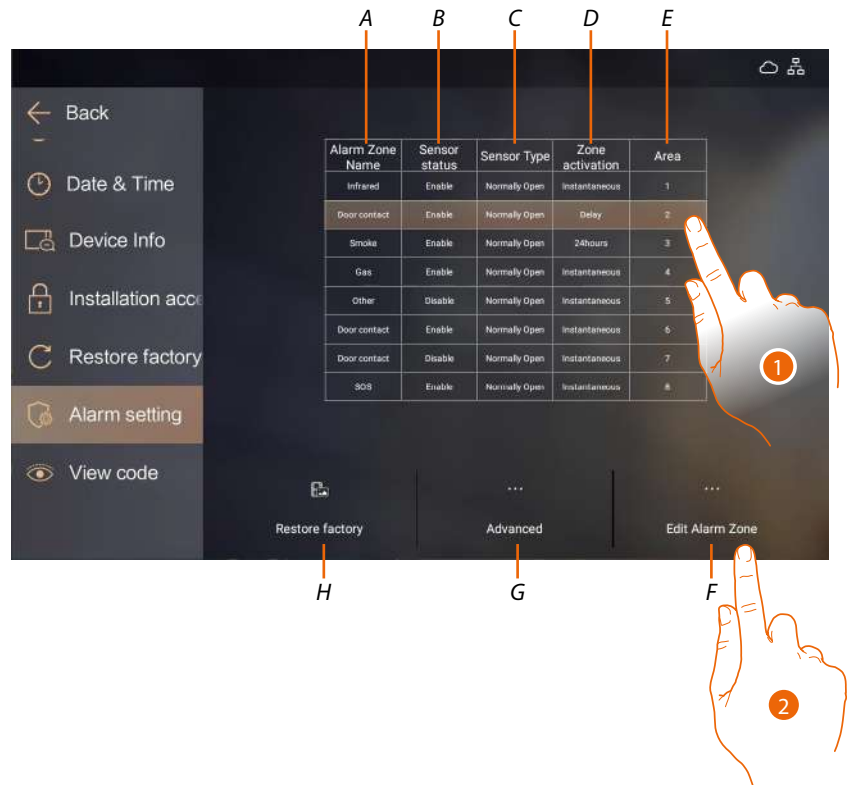 A B C D E
Back
Date & Time
Device Info
Installation acce
Restore factory
Alarm setting
View code
Alarm Zone Name Sensor status Sensor Type Zone activation Area
Infrared Enable Normally Open Instantaneous 1
Door contact Enable Normally Open Delay 2
Smoke Enable Normally Open 24hours 3
Gas Enable Normally Open Instantaneous 4
Other Disable Normally Open Instantaneous 5
Door contact Enable Normally Open Instantaneous 6
Door contact Disable Normally Open Instantaneous 7
SOS Enable Normally Open Instantaneous 8
1
Restore factory Advanced Edit Alarm Zone
H G F
2